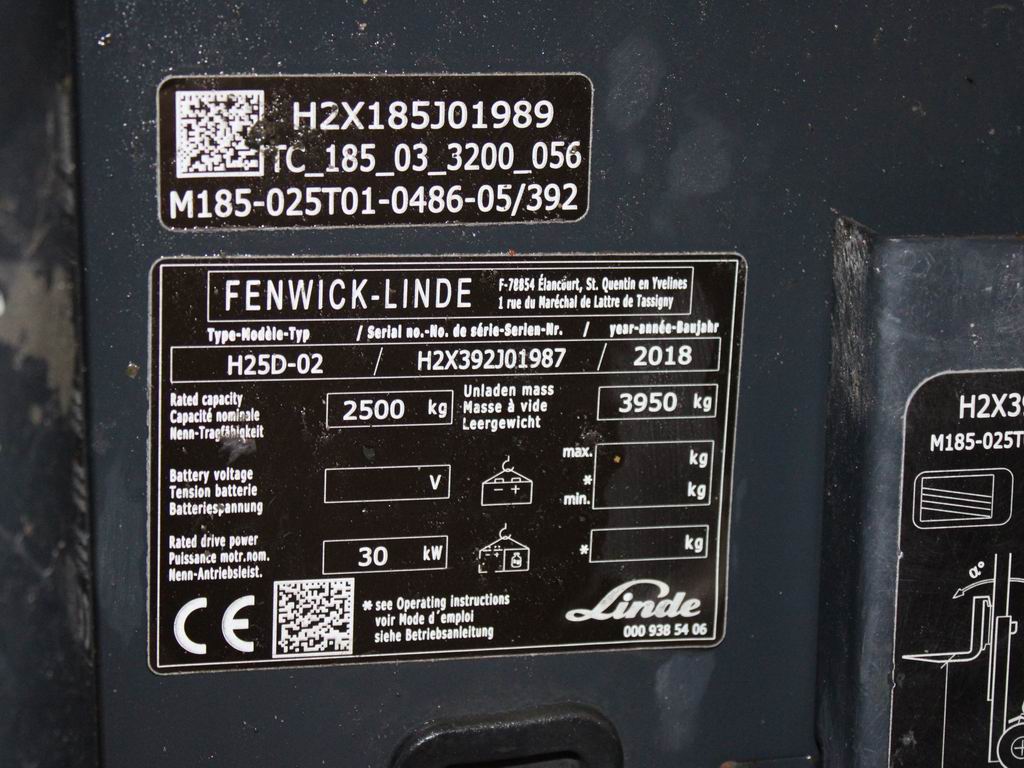 H2X185J01989
TC_185_03_3200_056
M185-025T01-0486-05/392
FENWICK-LINDE
F-78854 Élancourt, St. Quentin en Yvelines
1 rue du Maréchal de Lattre de Tassigny
Type-Modèle-Typ / Serial no.-No. de série-Serien-Nr. / year-année-Baujahr
H25D-02 / H2X392J01987 / 2018
Rated capacity
Capacité nominale
Nenn-Tragfähigkeit
2500 kg
Unladen mass
Masse à vide
Leergewicht
3950 kg
Battery voltage
Tension batterie
Batteriespannung
V
max. kg
*
min. kg
Rated drive power
Puissance motr.nom.
Nenn-Antriebsleist.
30 kW
* kg
CE
* see Operating instructions
voir Mode d'emploi
siehe Betriebsanleitung
Linde
000 938 54 06
H2X39
M185-025T
α°